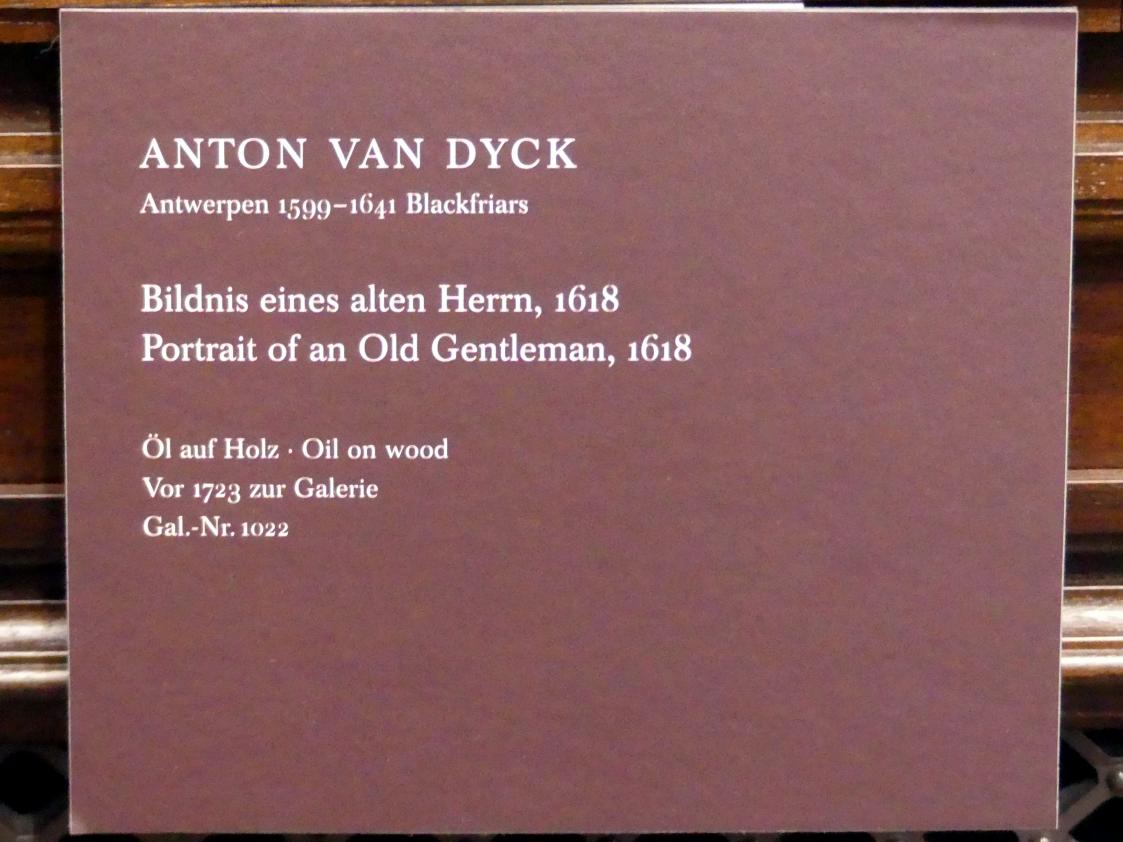 ANTON VAN DYCK
Antwerpen 1599–1641 Blackfriars
Bildnis eines alten Herrn, 1618
Portrait of an Old Gentleman, 1618
Öl auf Holz · Oil on wood
Vor 1723 zur Galerie
Gal.-Nr. 1022